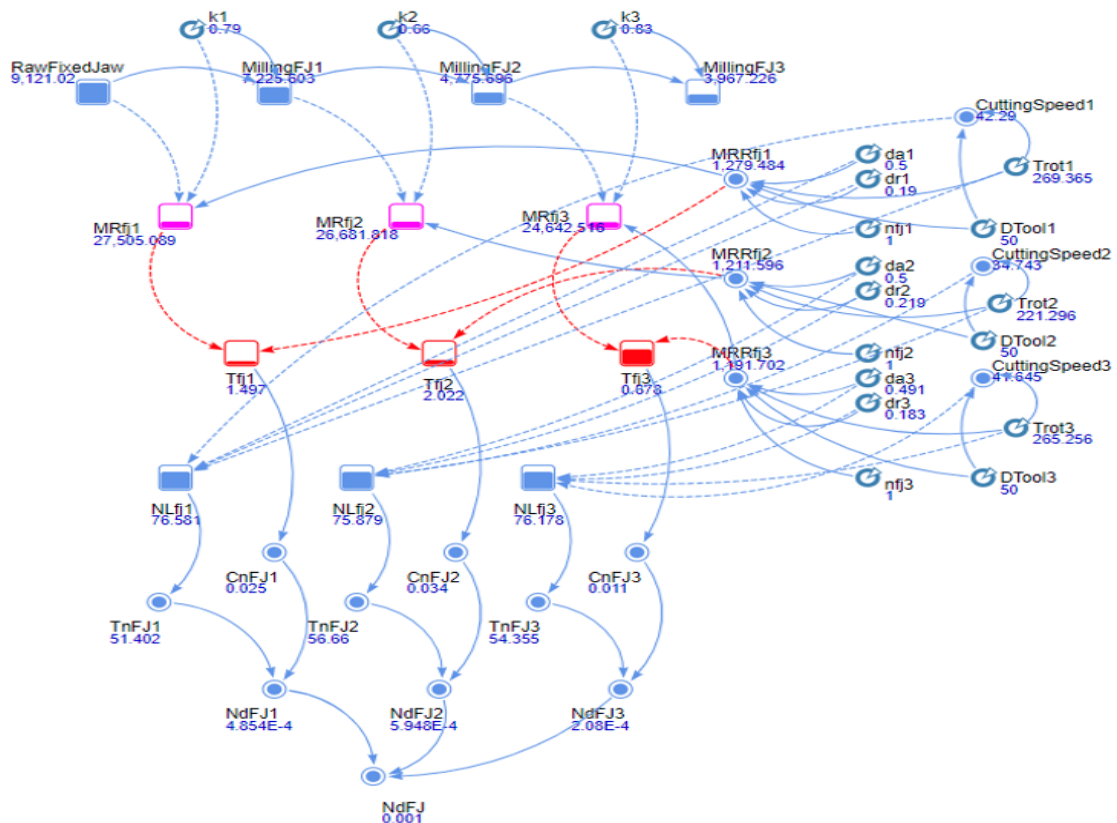 k1
0.79
k2
0.66
k3
0.83
RawFixedJaw
9,121.02
MillingFJ1
7,225.603
MillingFJ2
4,775.696
MillingFJ3
3,967.226
CuttingSpeed1
42.29
MRRfj1
1,279.484
da1
0.5
dr1
0.19
Trot1
269.365
MRfj1
27,505.089
MRfj2
26,681.818
MRfj3
24,642.516
nfj1
1
DTool1
50
MRRfj2
1,211.596
CuttingSpeed2
34.743
da2
0.5
dr2
0.219
Trot2
221.296
nfj2
1
DTool2
50
MRRfj3
1,491.702
CuttingSpeed3
41.645
Tfj1
1.497
Tfj2
2.022
Tfj3
0.678
da3
0.491
dr3
0.183
Trot3
265.256
nfj3
1
DTool3
50
NLfj1
76.581
NLfj2
75.879
NLfj3
76.178
CnFJ1
0.025
CnFJ2
0.034
CnFJ3
0.011
TnFJ1
51.402
TnFJ2
56.66
TnFJ3
54.355
NdFJ1
4.854E-4
NdFJ2
5.948E-4
NdFJ3
2.08E-4
NdFJ
0.001